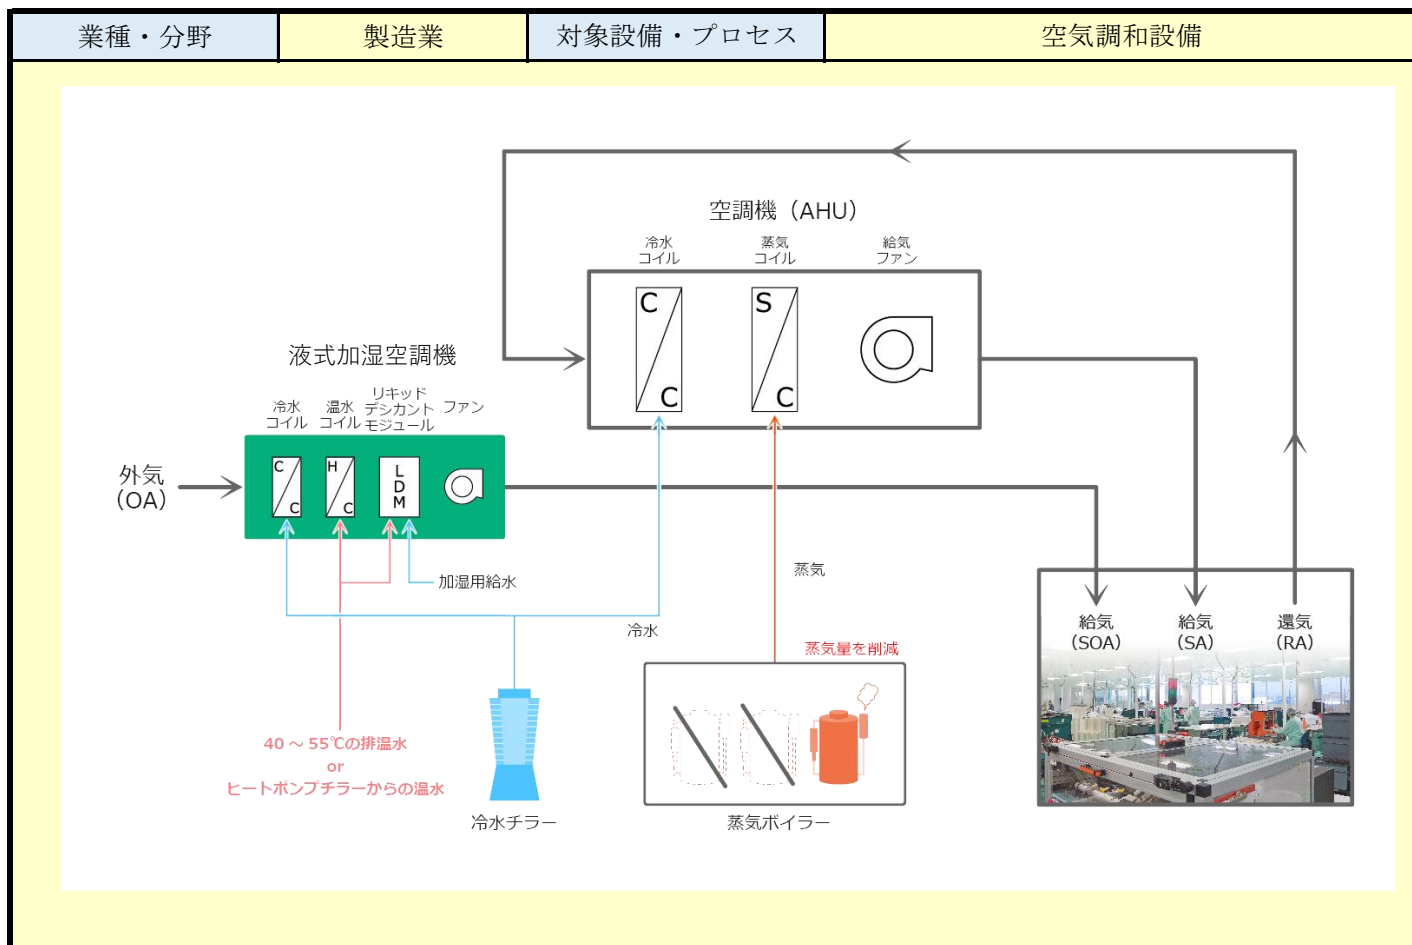 業種・分野
製造業
対象設備・プロセス
空気調和設備
空調機（AHU）
冷水
コイル
蒸気
コイル
給気
ファン
C
C
S
C
液式加湿空調機
冷水
コイル
温水
コイル
リキッド
デシカント
モジュール
ファン
C
C
H
C
L
D
M
外気
(OA)
加湿用給水
冷水
蒸気
蒸気量を削減
給気
(SOA)
給気
(SA)
還気
(RA)
40 ～ 55℃の排温水
or
ヒートポンプチラーからの温水
冷水チラー
蒸気ボイラー